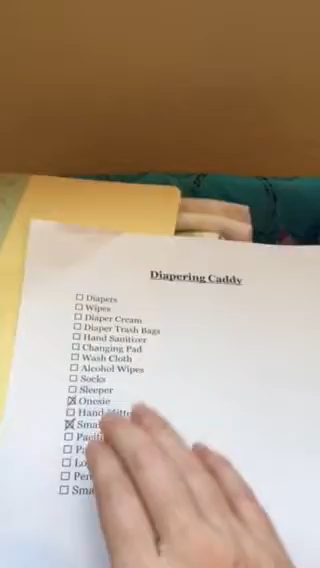 Diapering Caddy
☐ Diapers
☐ Wipes
☐ Diaper Cream
☐ Diaper Trash Bags
☐ Hand Sanitizer
☐ Changing Pad
☐ Wash Cloth
☐ Alcohol Wipes
☐ Socks
☐ Sleeper
☒ Onesie
☐ Hand